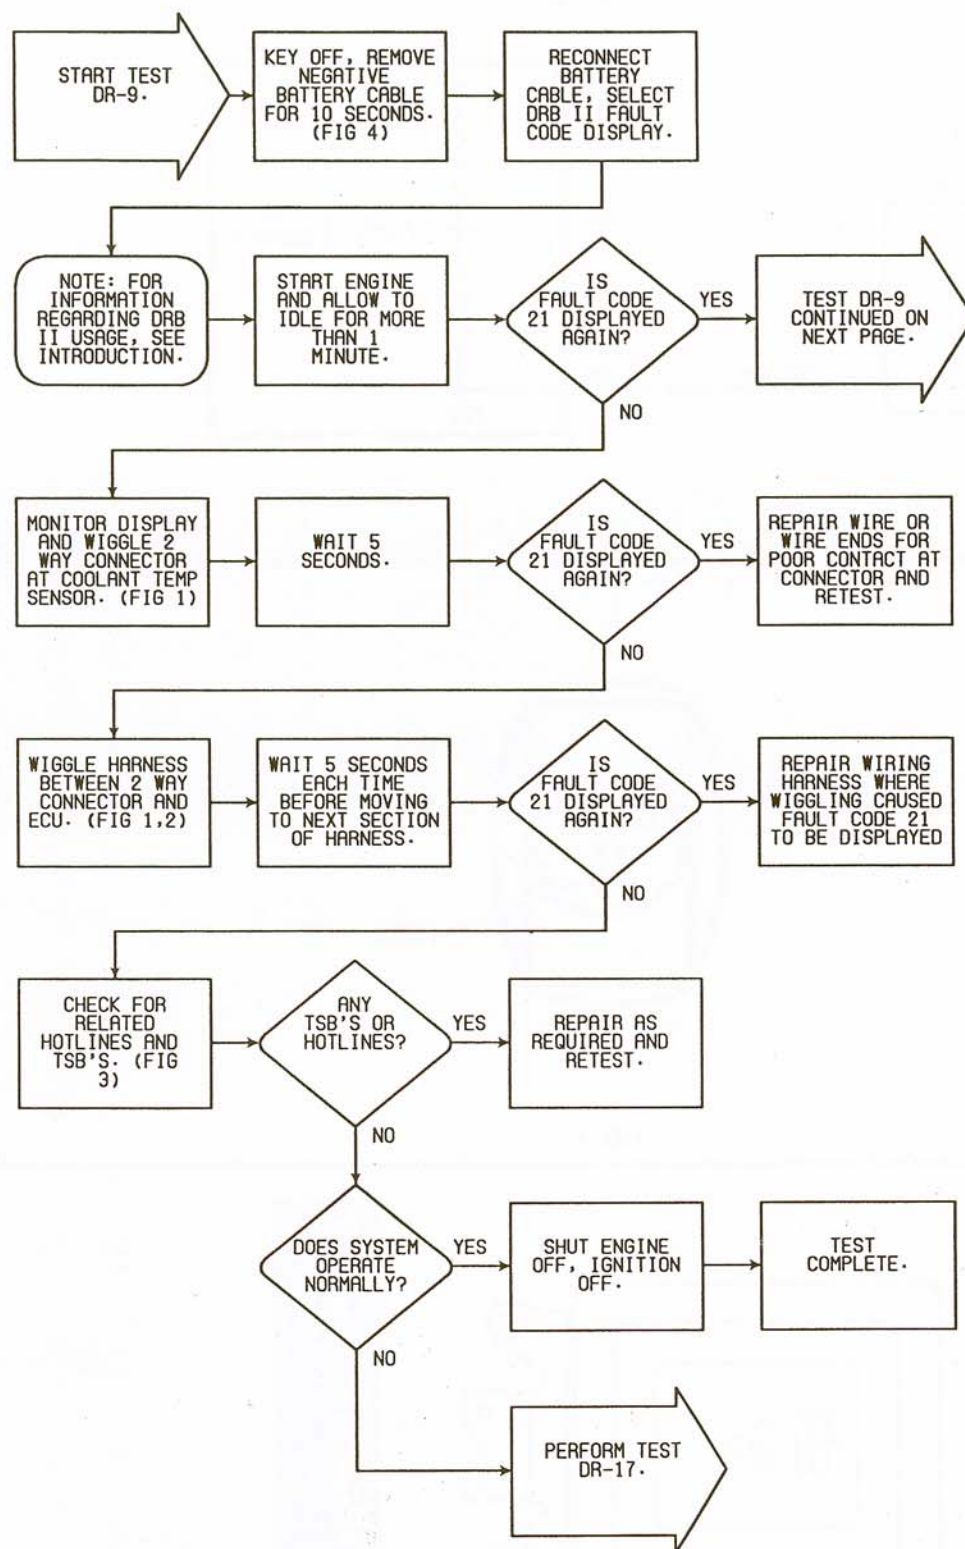 START TEST
DR-9.
KEY OFF, REMOVE
NEGATIVE
BATTERY CABLE
FOR 10 SECONDS.
(FIG 4)
RECONNECT
BATTERY
CABLE, SELECT
DRB II FAULT
CODE DISPLAY.
NOTE: FOR
INFORMATION
REGARDING DRB
II USAGE, SEE
INTRODUCTION.
START ENGINE
AND ALLOW TO
IDLE FOR MORE
THAN 1
MINUTE.
IS
FAULT CODE
21 DISPLAYED
AGAIN?
YES
TEST DR-9
CONTINUED ON
NEXT PAGE.
NO
MONITOR DISPLAY
AND WIGGLE 2
WAY CONNECTOR
AT COOLANT TEMP
SENSOR. (FIG 1)
WAIT 5
SECONDS.
IS
FAULT CODE
21 DISPLAYED
AGAIN?
YES
REPAIR WIRE OR
WIRE ENDS FOR
POOR CONTACT AT
CONNECTOR AND
RETEST.
NO
WIGGLE HARNESS
BETWEEN 2 WAY
CONNECTOR AND
ECU. (FIG 1,2)
WAIT 5 SECONDS
EACH TIME
BEFORE MOVING
TO NEXT SECTION
OF HARNESS.
IS
FAULT CODE
21 DISPLAYED
AGAIN?
YES
REPAIR WIRING
HARNESS WHERE
WIGGLING CAUSED
FAULT CODE 21
TO BE DISPLAYED
NO
CHECK FOR
RELATED
HOTLINES AND
TSB'S. (FIG
3)
ANY
TSB'S OR
HOTLINES?
YES
REPAIR AS
REQUIRED AND
RETEST.
NO
DOES SYSTEM
OPERATE
NORMALLY?
YES
SHUT ENGINE
OFF, IGNITION
OFF.
TEST
COMPLETE.
NO
PERFORM TEST
DR-17.